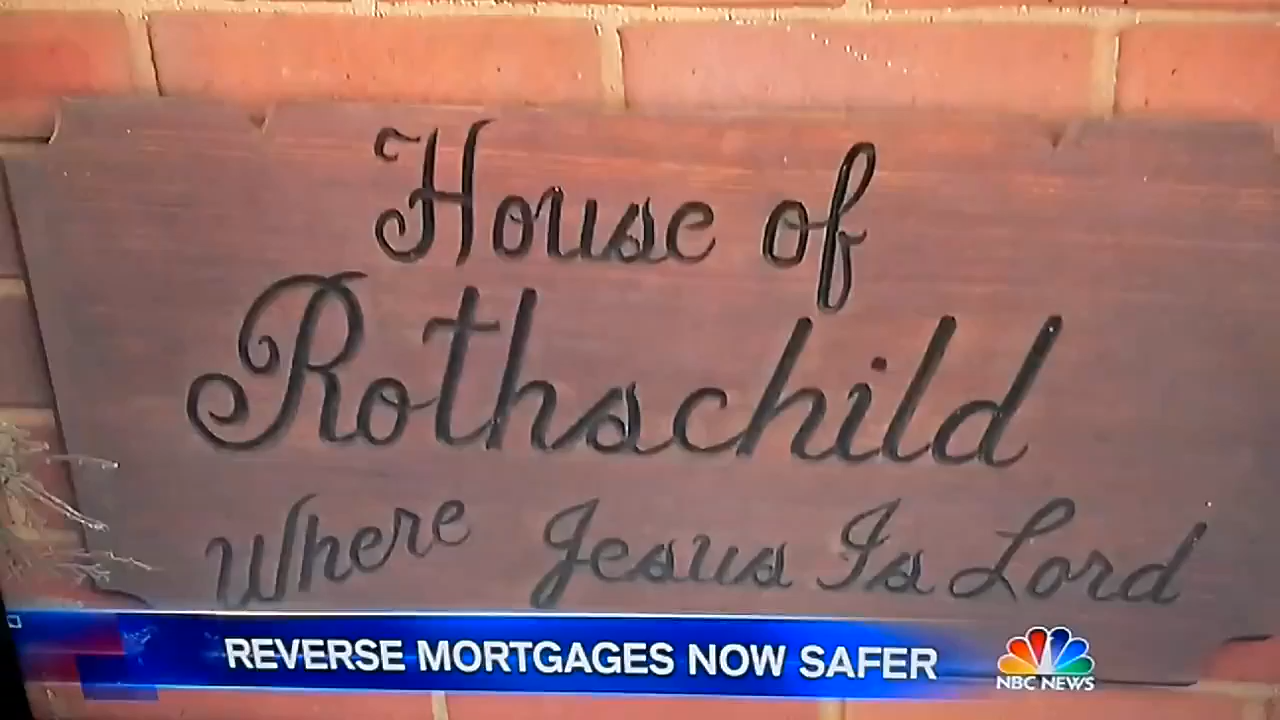 House of
Rothschild
Where Jesus Is Lord
REVERSE MORTGAGES NOW SAFER
NBC NEWS